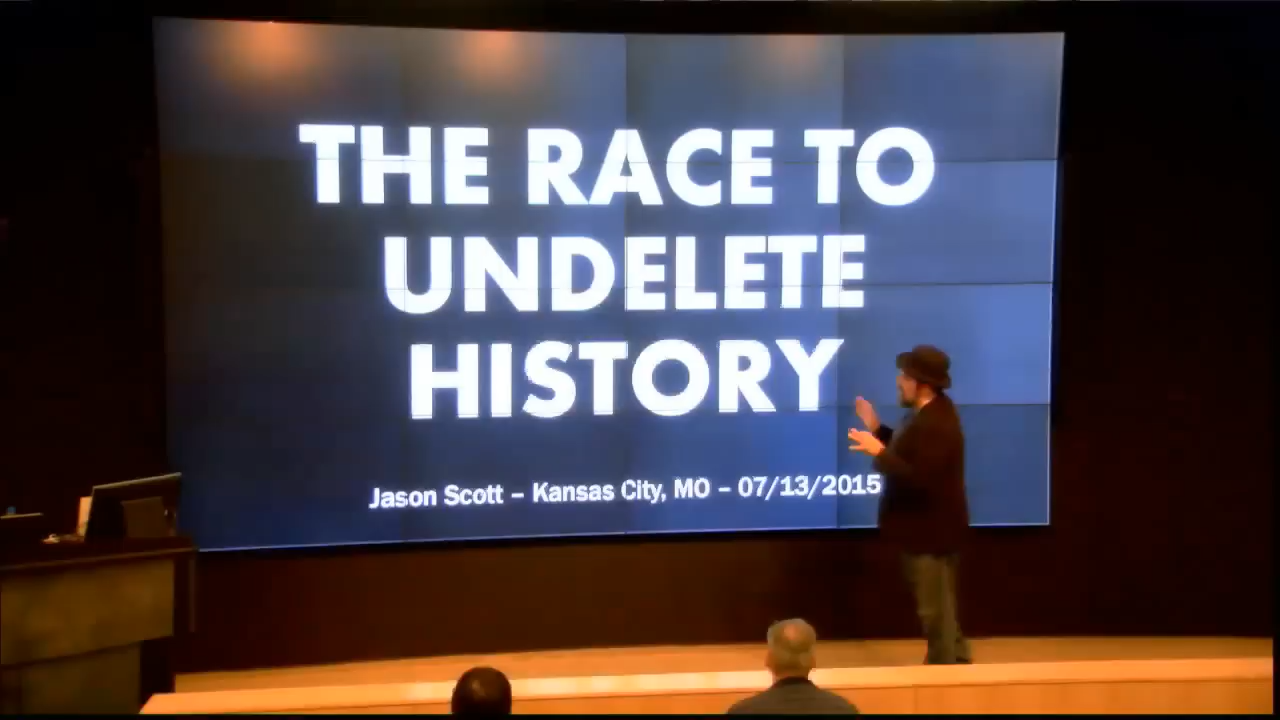 THE RACE TO
UNDELETE
HISTORY
Jason Scott – Kansas City, MO – 07/13/2015